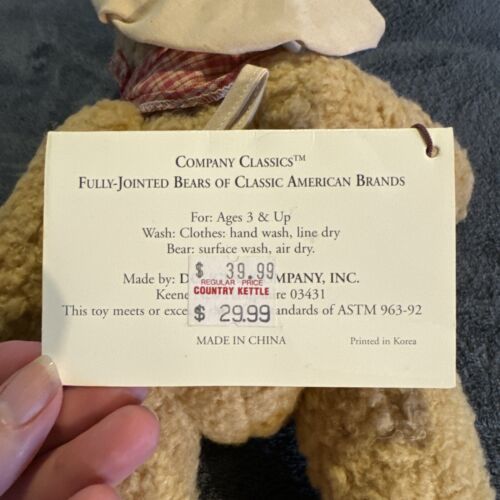 COMPANY CLASSICS™
FULLY-JOINTED BEARS OF CLASSIC AMERICAN BRANDS
For: Ages 3 & Up
Wash: Clothes: hand wash, line dry
Bear: surface wash, air dry.
$ 39.99
REGULAR PRICE
COUNTRY KETTLE
$ 29.99
Made by: D MPANY, INC.
Keene re 03431
This toy meets or exce andards of ASTM 963-92
MADE IN CHINA
Printed in Korea